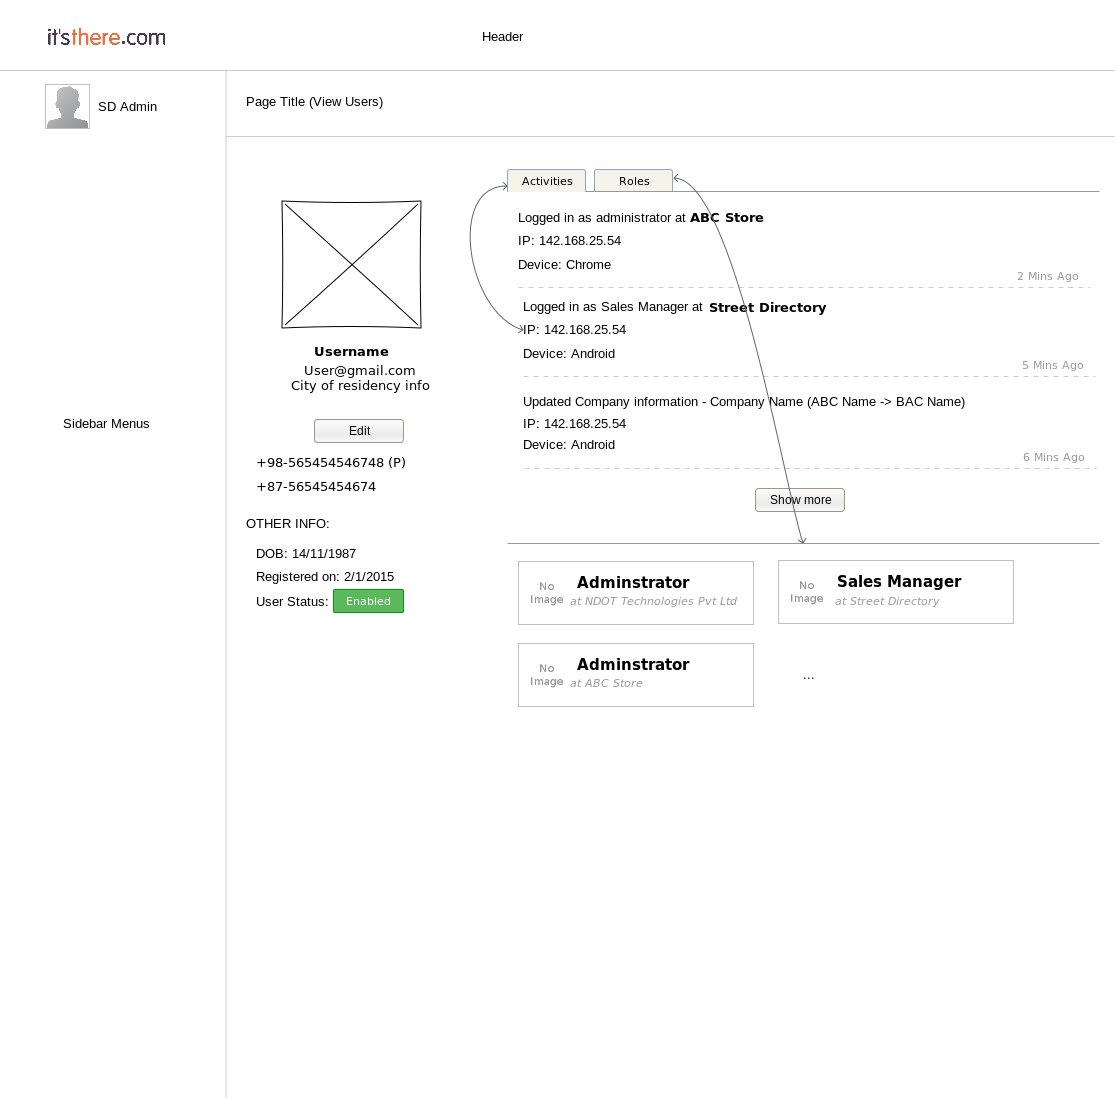 it'sthere.com
Header
SD Admin
Page Title (View Users)
Sidebar Menus
Username
User@gmail.com
City of residency info
Edit
+98-565454546748 (P)
+87-56545454674
OTHER INFO:
DOB: 14/11/1987
Registered on: 2/1/2015
User Status: Enabled
Activities Roles
Logged in as administrator at ABC Store
IP: 142.168.25.54
Device: Chrome
2 Mins Ago
Logged in as Sales Manager at Street Directory
IP: 142.168.25.54
Device: Android
5 Mins Ago
Updated Company information - Company Name (ABC Name -> BAC Name)
IP: 142.168.25.54
Device: Android
6 Mins Ago
Show more
No
Image
Adminstrator
at NDOT Technologies Pvt Ltd
No
Image
Sales Manager
at Street Directory
No
Image
Adminstrator
at ABC Store
...